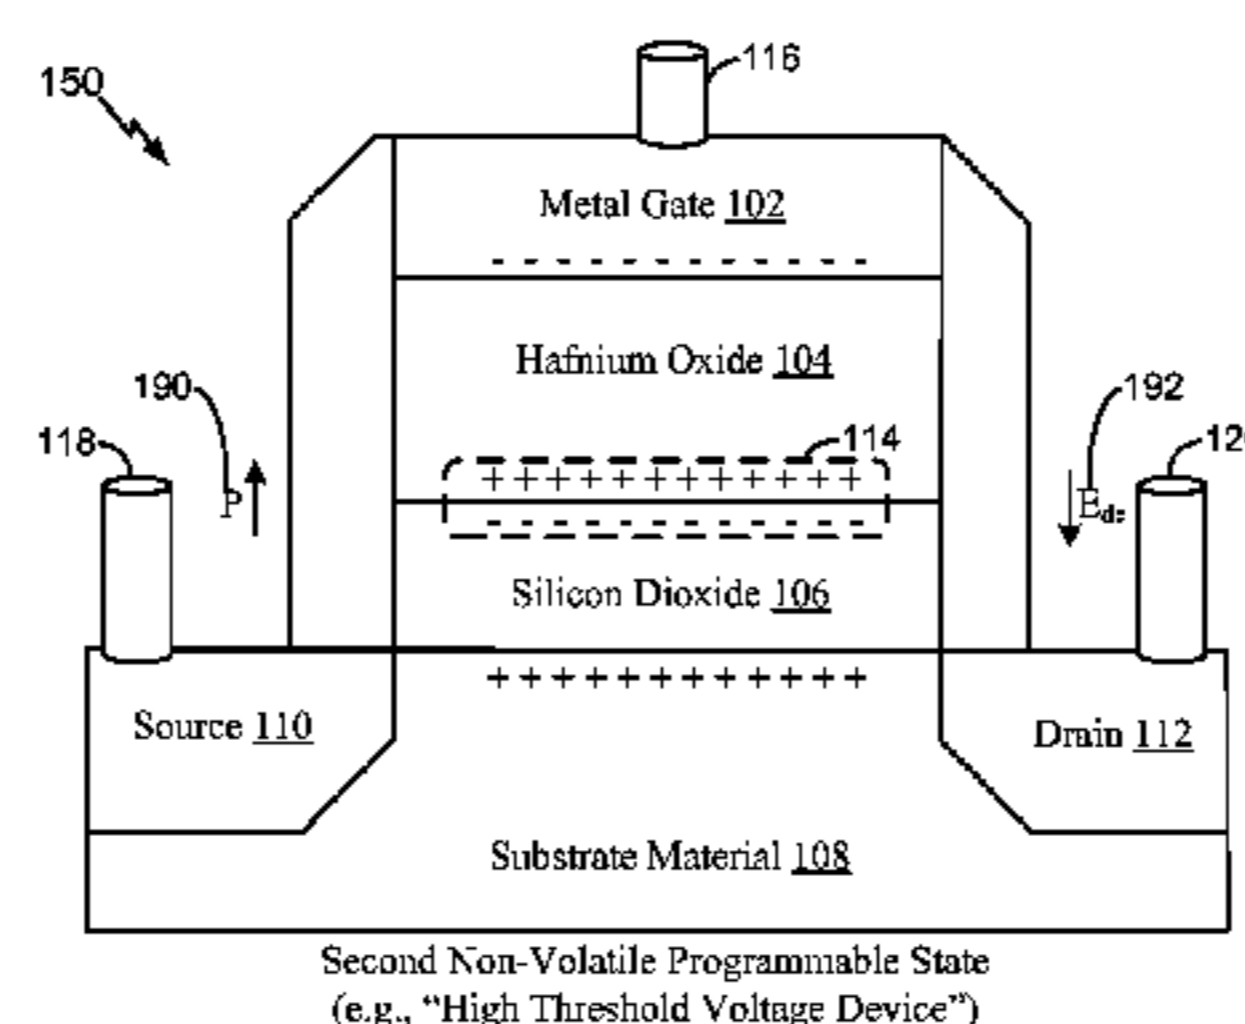 116
150
Metal Gate 102
- - - - - - - - - - - -
Hafnium Oxide 104
190
192
118
114
+ + + + + + + + + + + +
P
- - - - - - - - - - - -
Silicon Dioxide 106
+ + + + + + + + + + + +
Source 110
Drain 112
Substrate Material 108
Second Non-Volatile Programmable State
(e.g., “High Threshold Voltage Device”)